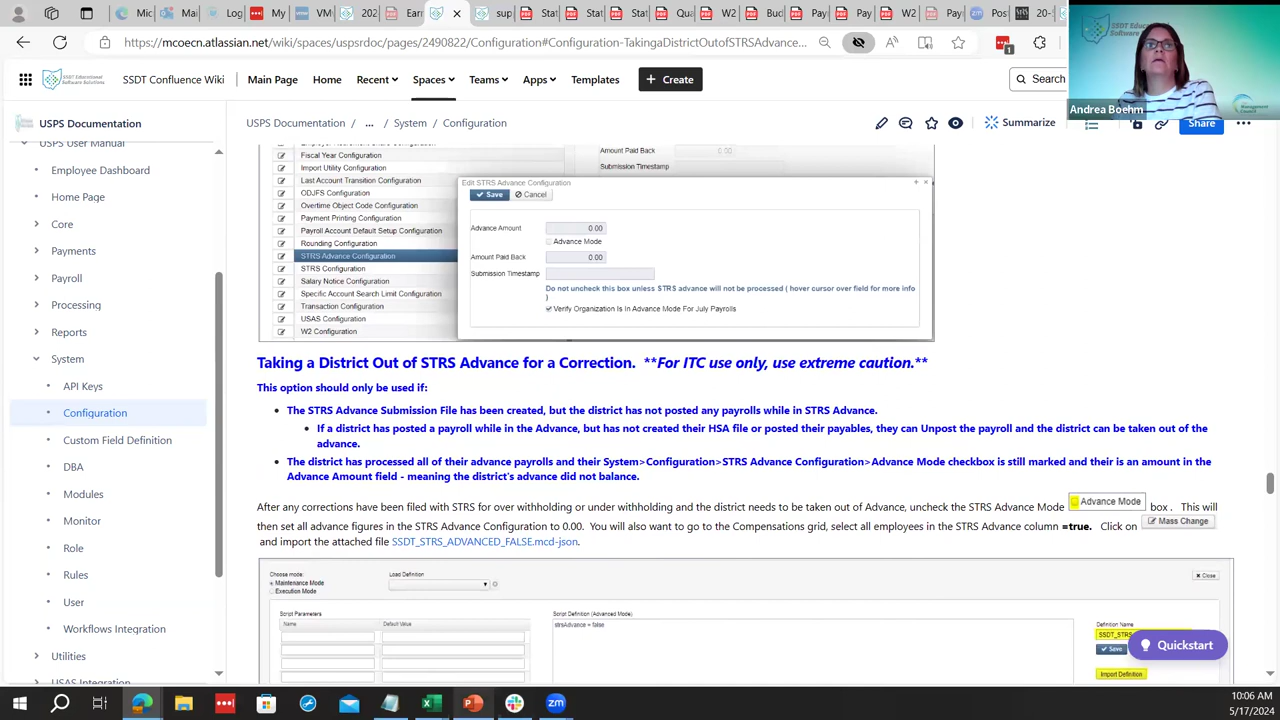 mcoecn.atlassian.net/wiki/spaces/uspsrdoc/pages/
Configuration#Configuration-TakingaDistrictOutofSTRSAdvance...
SSDT Confluence Wiki
Main Page
Home
Recent
Spaces
Teams
Apps
Templates
+ Create
Search
Andrea Boehm
USPS Documentation
USPS Documentation /
Summarize
Share
USPS User Manual
Employee Dashboard
Home Page
Core
Payments
Payroll
Processing
Reports
System
API Keys
Configuration
Custom Field Definition
DBA
Modules
Monitor
Role
Rules
User
Workflows Integration
Utilities
USAS Integration
Fiscal Year Configuration
Import Utility Configuration
Last Account Transition Configuration
ODJFS Configuration
Overtime Object Code Configuration
Payment Printing Configuration
Payroll Account Default Setup Configuration
Rounding Configuration
STRS Advance Configuration
STRS Configuration
Salary Notice Configuration
Specific Account Search Limit Configuration
Transaction Configuration
USAS Configuration
W2 Configuration
Amount Paid Back 0.00
Submission Timestamp
Edit STRS Advance Configuration
Save Cancel
Advance Amount 0.00
Advance Mode
Amount Paid Back 0.00
Submission Timestamp
Do not uncheck this box unless STRS advance will not be processed ( hover cursor over field for more info
)
Verify Organization Is In Advance Mode For July Payrolls
Taking a District Out of STRS Advance for a Correction. **For ITC use only, use extreme caution.**
This option should only be used if:
The STRS Advance Submission File has been created, but the district has not posted any payrolls while in STRS Advance.
If a district has posted a payroll while in the Advance, but has not created their HSA file or posted their payables, they can Unpost the payroll and the district can be taken out of the
advance.
The district has processed all of their advance payrolls and their System>Configuration>STRS Advance Configuration>Advance Mode checkbox is still marked and their is an amount in the
Advance Amount field - meaning the district's advance did not balance.
After any corrections have been filed with STRS for over withholding or under withholding and the district needs to be taken out of Advance, uncheck the STRS Advance Mode Advance Mode box . This will
then set all advance figures in the STRS Advance Configuration to 0.00. You will also want to go to the Compensations grid, select all employees in the STRS Advance column =true. Click on Mass Change
and import the attached file SSDT_STRS_ADVANCED_FALSE.mcd-json.
Choose mode:
Maintenance Mode
Execution Mode
Load Definition
Close
Script Parameters
Name Default Value
Script Definition (Advanced Mode)
strsAdvance = false
Definition Name
SSDT_STRS
Save
Import Definition
Quickstart
10:06 AM
5/17/2024